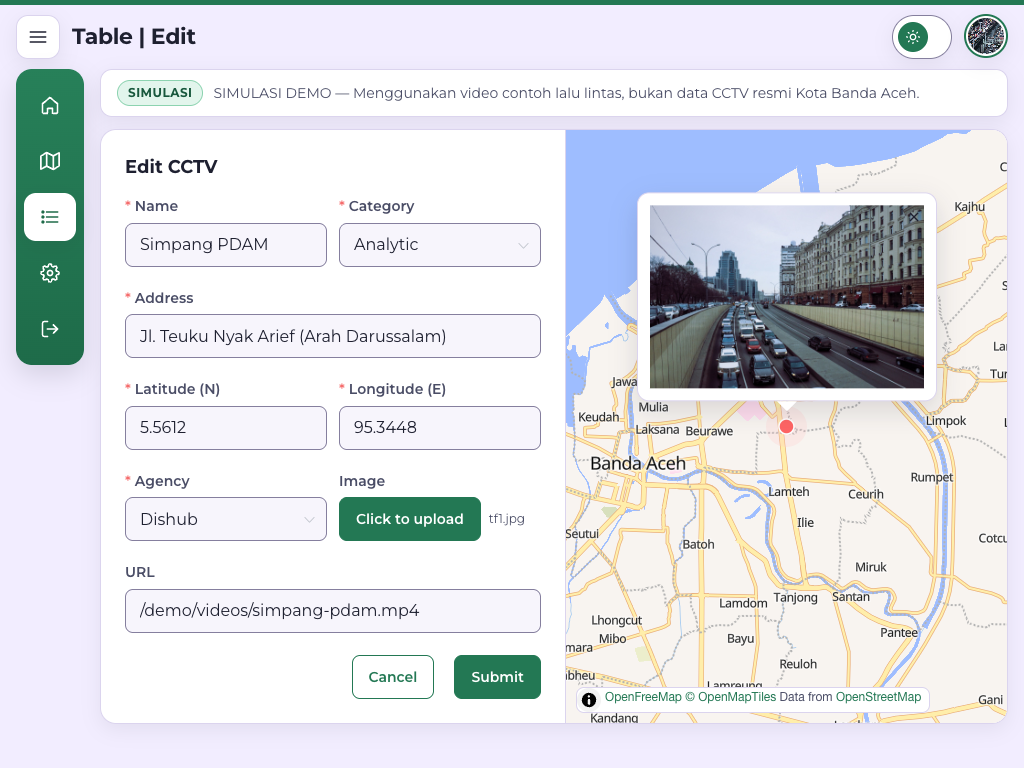 Table | Edit
SIMULASI
SIMULASI DEMO — Menggunakan video contoh lalu lintas, bukan data CCTV resmi Kota Banda Aceh.
Edit CCTV
* Name
* Category
Simpang PDAM
Analytic
* Address
Jl. Teuku Nyak Arief (Arah Darussalam)
* Latitude (N)
* Longitude (E)
5.5612
95.3448
* Agency
Image
Dishub
Click to upload
tf1.jpg
URL
/demo/videos/simpang-pdam.mp4
Cancel
Submit
Kajhu
Jawa
Mulia
Keudah
Laksana
Beurawe
Limpok
Banda Aceh
Rumpet
Lamteh
Ceurih
Ilie
Seutui
Batoh
Miruk
Lamdom
Tanjong
Santan
Lhongcut
Mibo
Bayu
Pantee
Reuloh
Lamreung
Gani
Kandang
OpenFreeMap © OpenMapTiles Data from OpenStreetMap